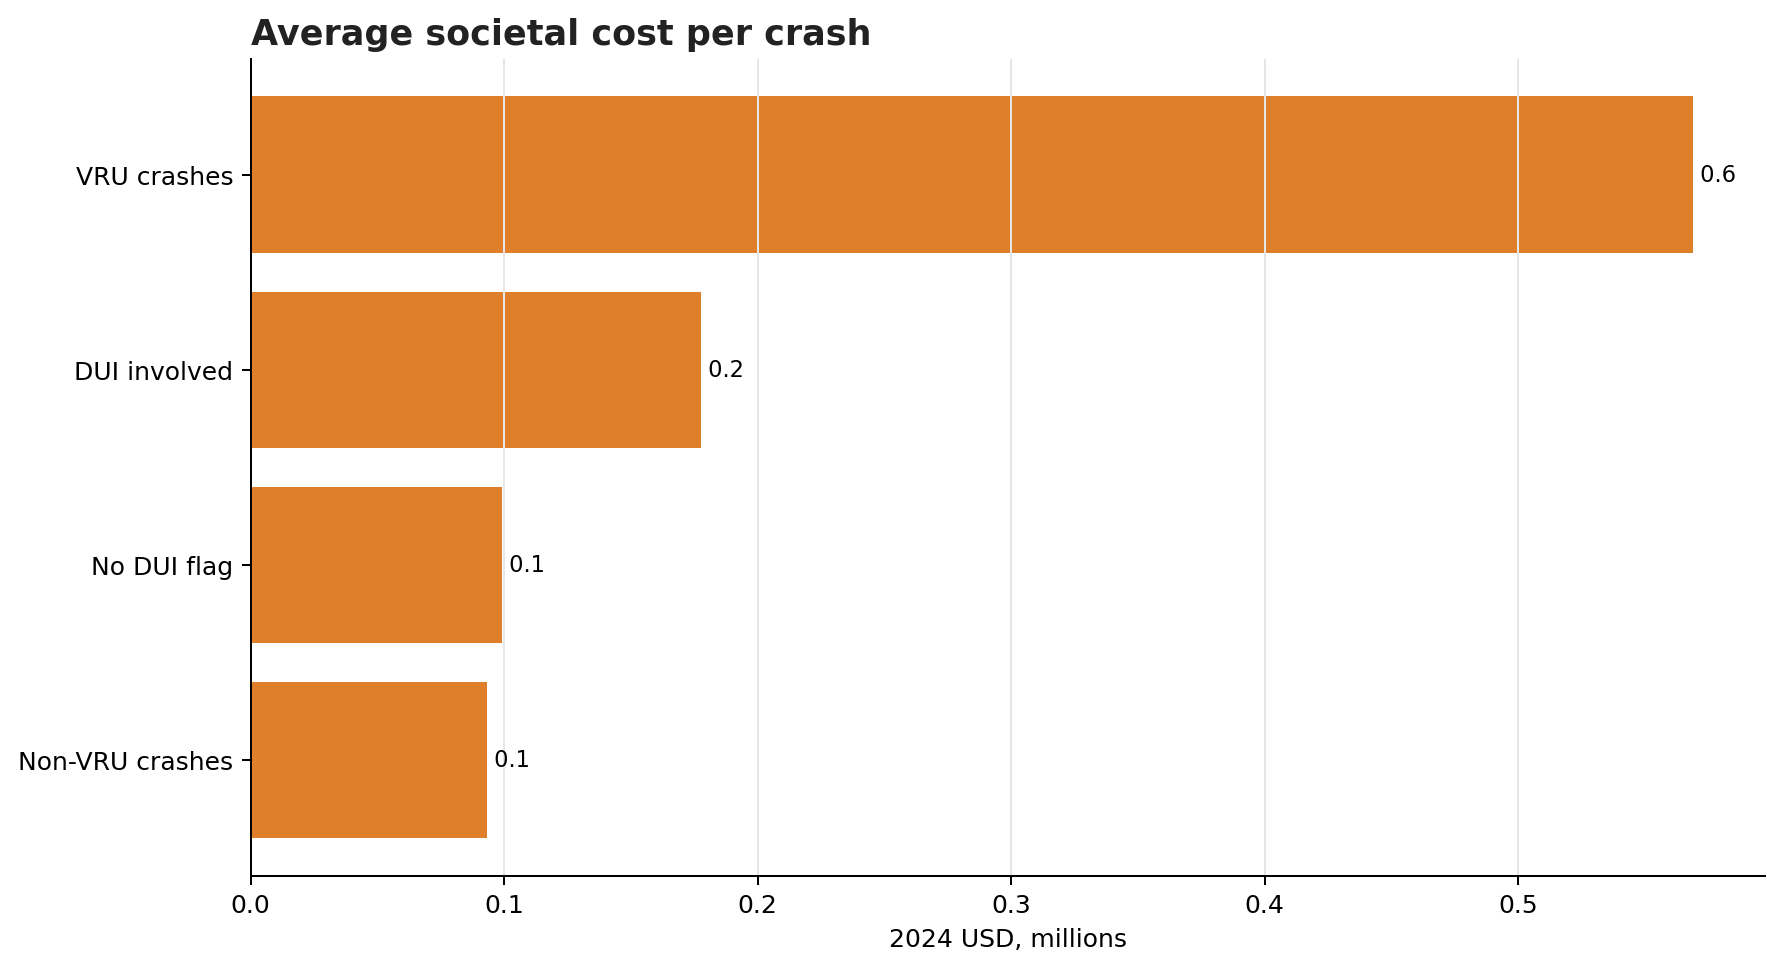 Average societal cost per crash
VRU crashes
0.6
DUI involved
0.2
No DUI flag
0.1
Non-VRU crashes
0.1
0.0 0.1 0.2 0.3 0.4 0.5
2024 USD, millions